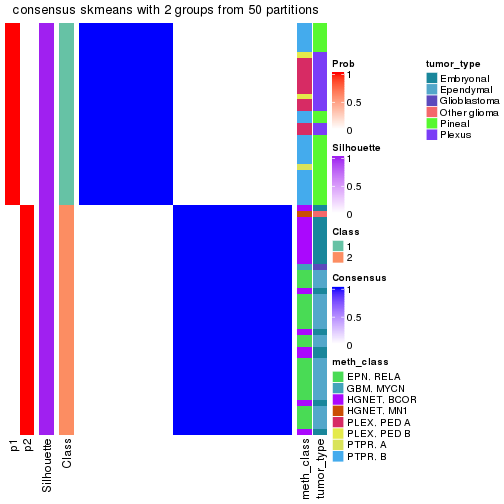 consensus skmeans with 2 groups from 50 partitions
Prob
1
0.5
0
Silhouette
1
0.5
0
Class
1
2
Consensus
1
0.5
0
meth_class
EPN, RELA
GBM, MYCN
HGNET, BCOR
HGNET, MN1
PLEX, PED A
PLEX, PED B
PTPR, A
PTPR, B
tumor_type
Embryonal
Ependymal
Glioblastoma
Other glioma
Pineal
Plexus
p1
p2
Silhouette
Class
meth_class
tumor_type